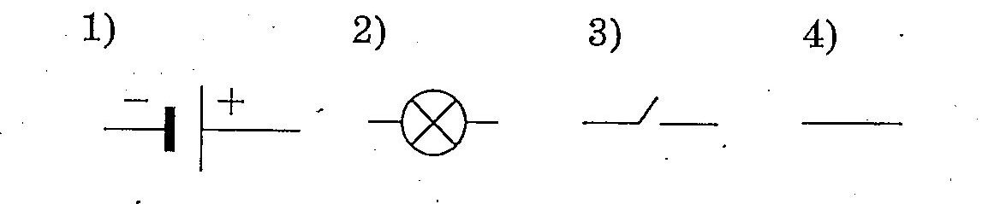 1) 2) 3) 4)
− +